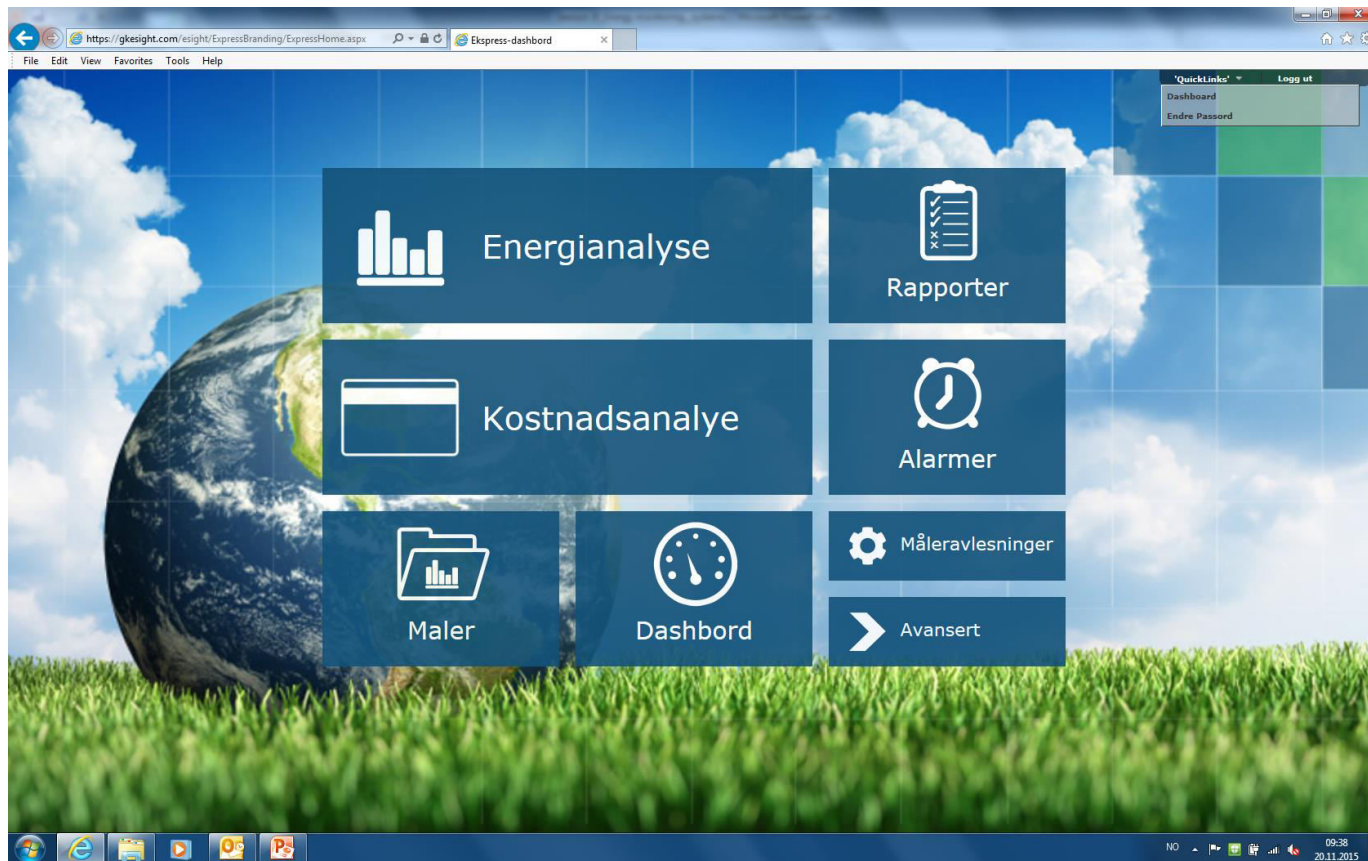 https://gkesight.com/esight/ExpressBranding/ExpressHome.aspx
Ekspress-dashbord
File Edit View Favorites Tools Help
'QuickLinks'
Logg ut
Dashboard
Endre Passord
Energianalyse
Rapporter
Kostnadsanalye
Alarmer
Maler
Dashbord
Måleravlesninger
Avansert
NO
09:38
20.11.2015